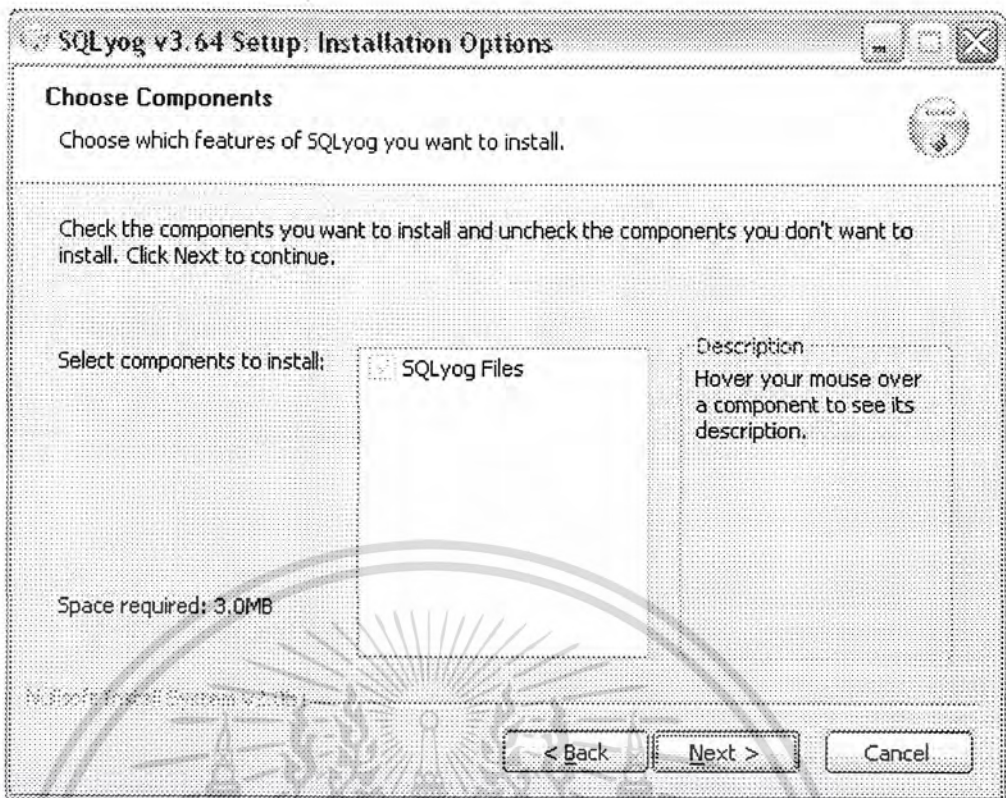 SQLyog v3.64 Setup: Installation Options
Choose Components
Choose which features of SQLyog you want to install.
Check the components you want to install and uncheck the components you don't want to
install. Click Next to continue.
Select components to install:
SQLyog Files
Description
Hover your mouse over
a component to see its
description.
Space required: 3.0MB
Nullsoft Install System
< Back
Next >
Cancel